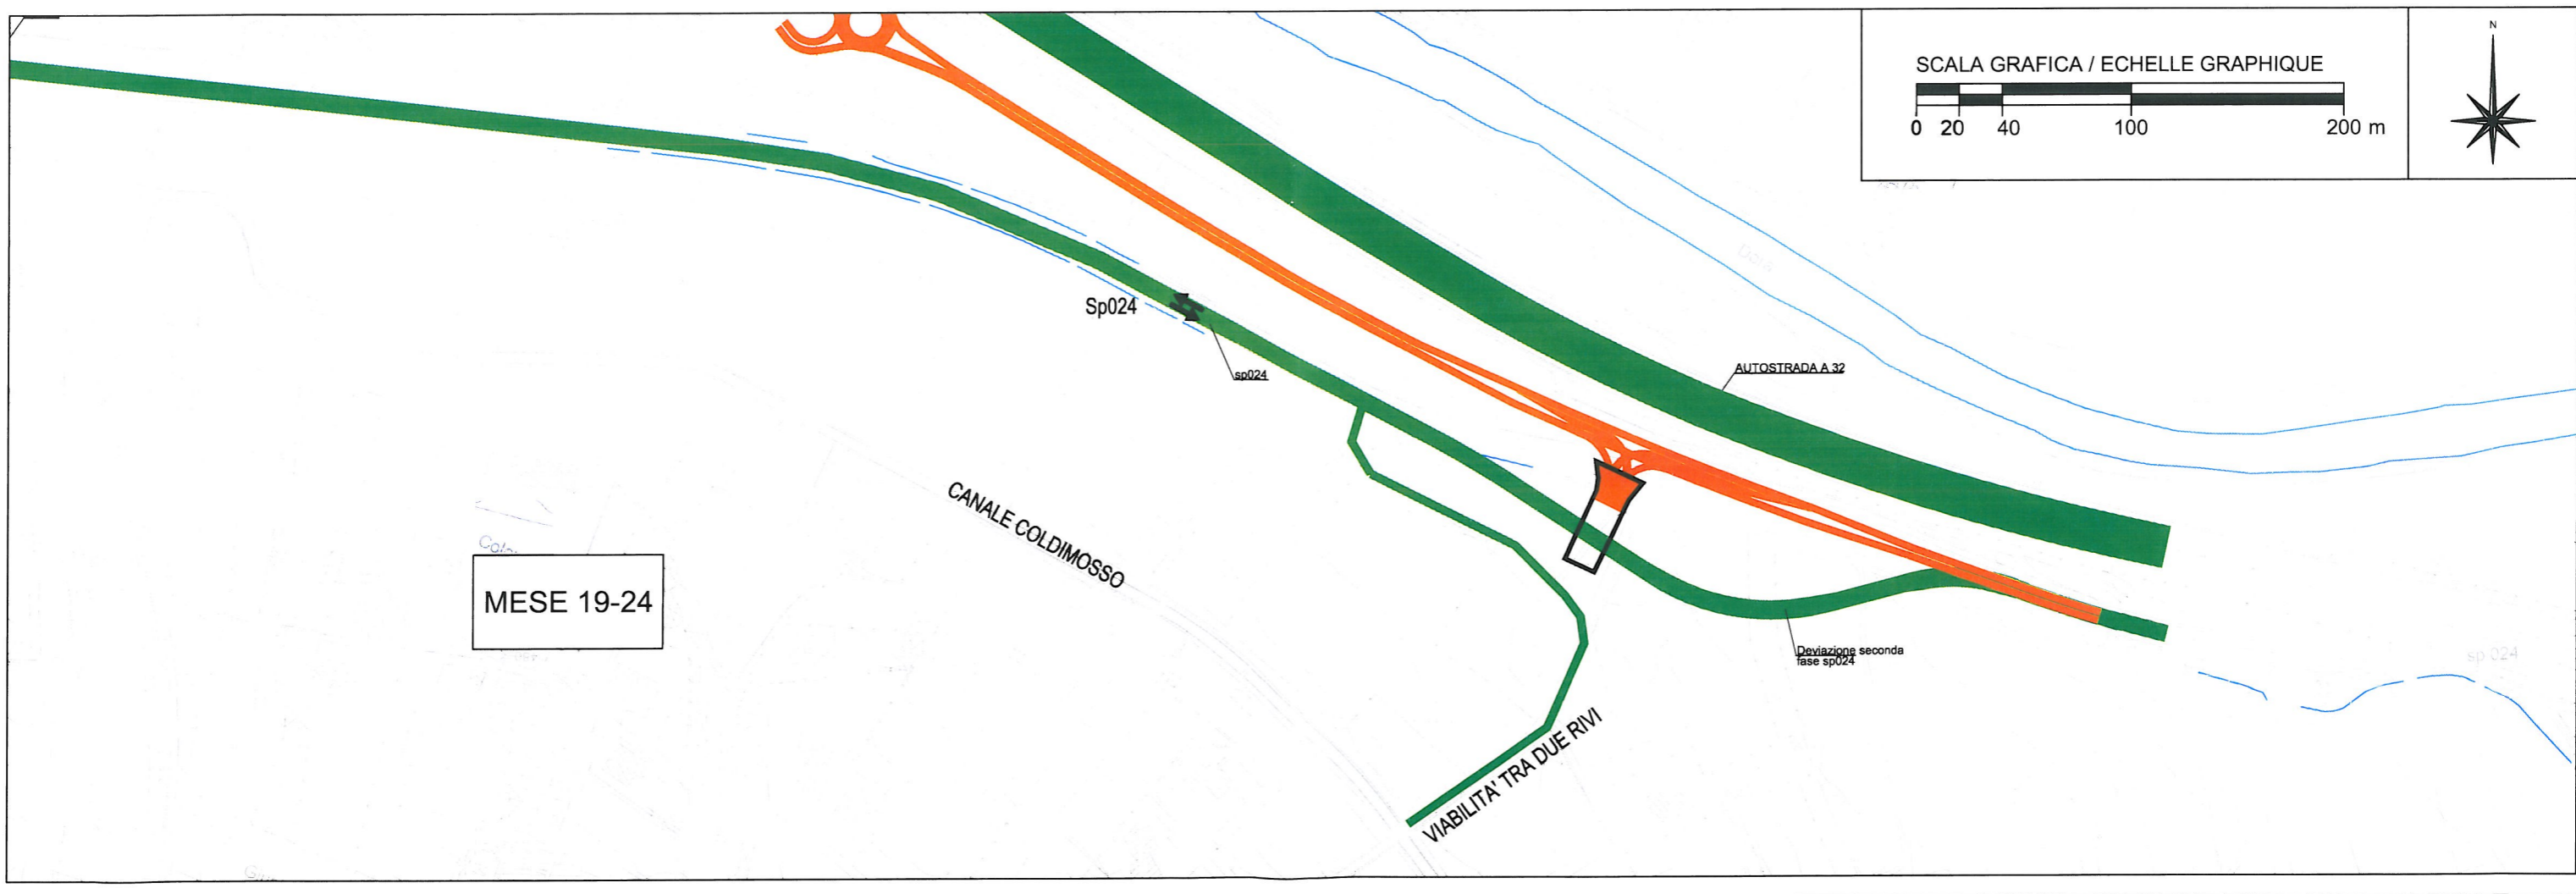 SCALA GRAFICA / ECHELLE GRAPHIQUE
0 20 40 100 200 m
N
Sp024
sp024
AUTOSTRADA A 32
CANALE COLDIMOSSO
MESE 19-24
Deviazione seconda
fase sp024
sp 024
VIABILITA' TRA DUE RIVI